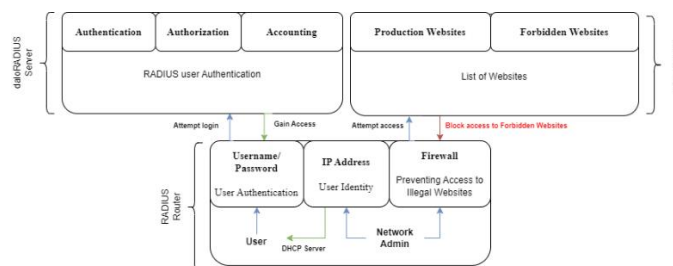 Authentication
Authorization
Accounting
Production Websites
Forbidden Websites
daloRADIUS
Server
RADIUS user Authentication
List of Websites
Attempt login
Gain Access
Attempt access
Block access to Forbidden Websites
Username/
Password
IP Address
Firewall
User Authentication
User Identity
Preventing Access to
Illegal Websites
RADIUS
Router
User
DHCP Server
Network
Admin